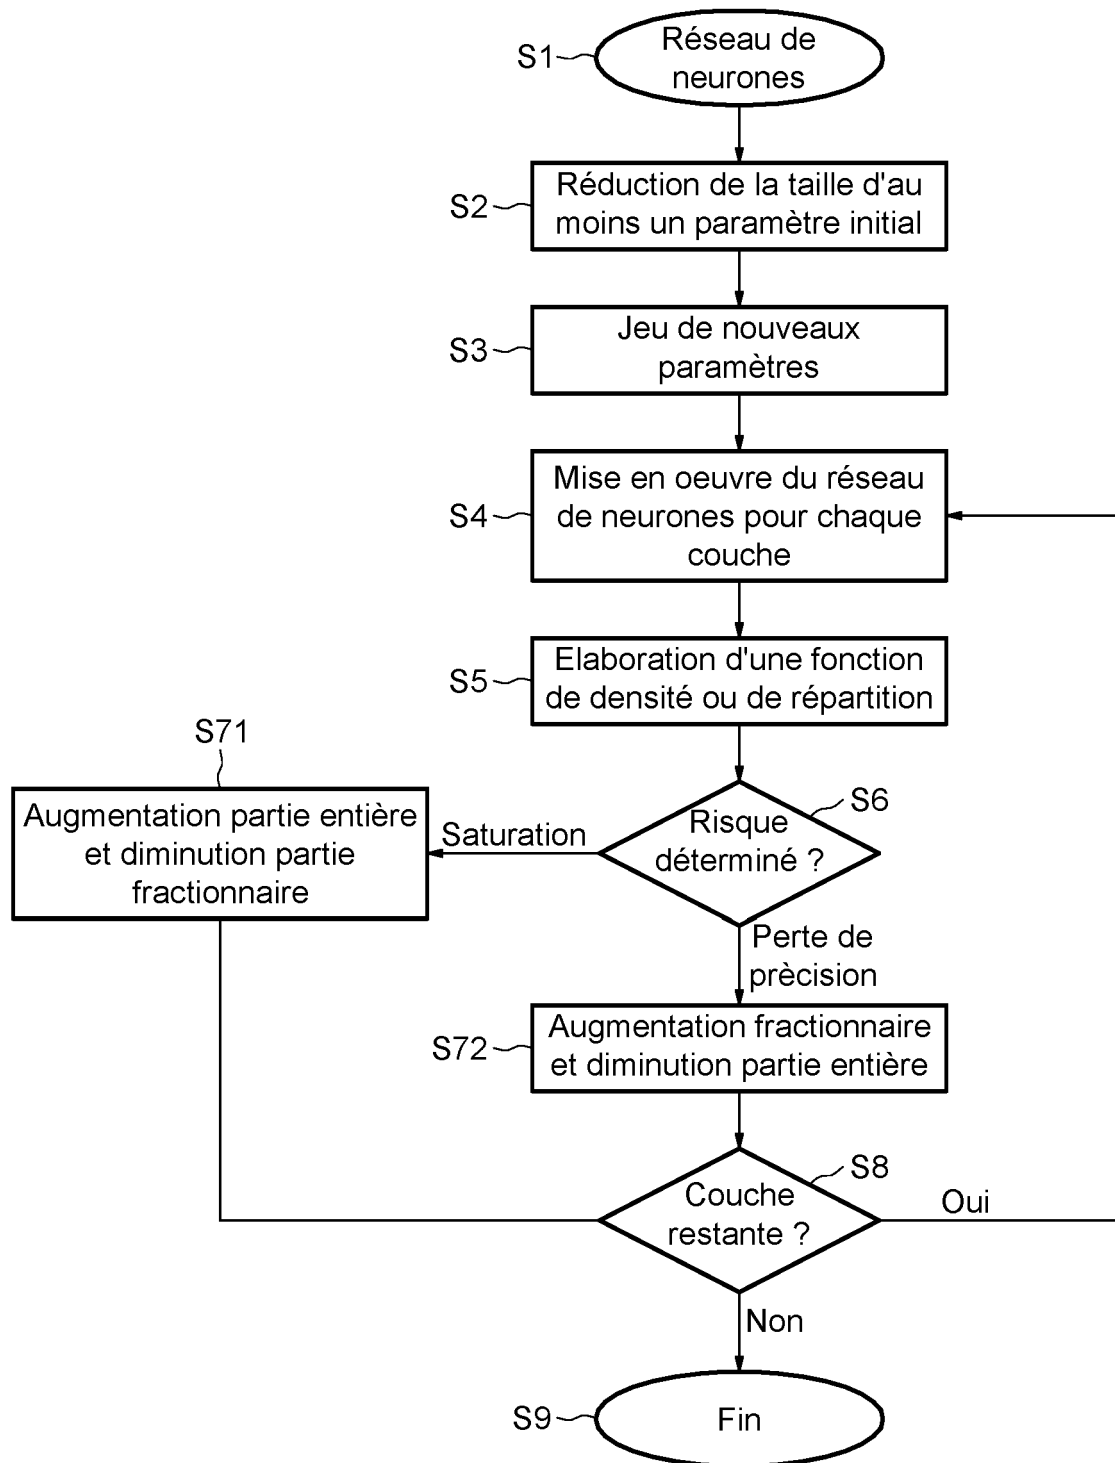 S1
Réseau de
neurones
S2
Réduction de la taille d'au
moins un paramètre initial
S3
Jeu de nouveaux
paramètres
S4
Mise en oeuvre du réseau
de neurones pour chaque
couche
S5
Elaboration d'une fonction
de densité ou de répartition
S71
Augmentation partie entière
et diminution partie
fractionnaire
Saturation
S6
Risque
déterminé ?
Perte de
prècision
S72
Augmentation fractionnaire
et diminution partie entière
S8
Couche
restante ?
Oui
Non
S9
Fin